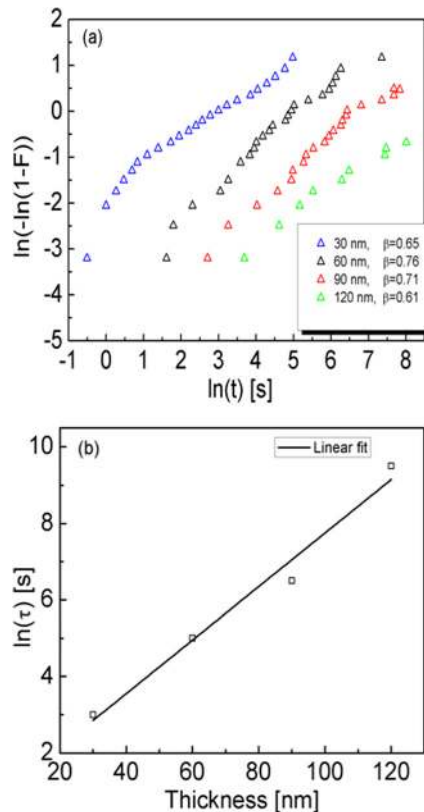 (a)
ln(-ln(1-F))
2
1
0
-1
-2
-3
-4
-5
30 nm, β=0.65
60 nm, β=0.76
90 nm, β=0.71
120 nm, β=0.61
-1 0 1 2 3 4 5 6 7 8
ln(t) [s]
(b)
Linear fit
ln(τ) [s]
10
8
6
4
2
20 40 60 80 100 120
Thickness [nm]